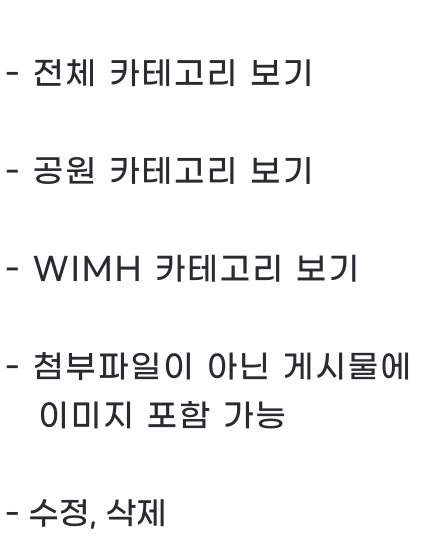 - 전체 카테고리 보기
- 공원 카테고리 보기
- WIMH 카테고리 보기
- 첨부파일이 아닌 게시물에
이미지 포함 가능
- 수정, 삭제